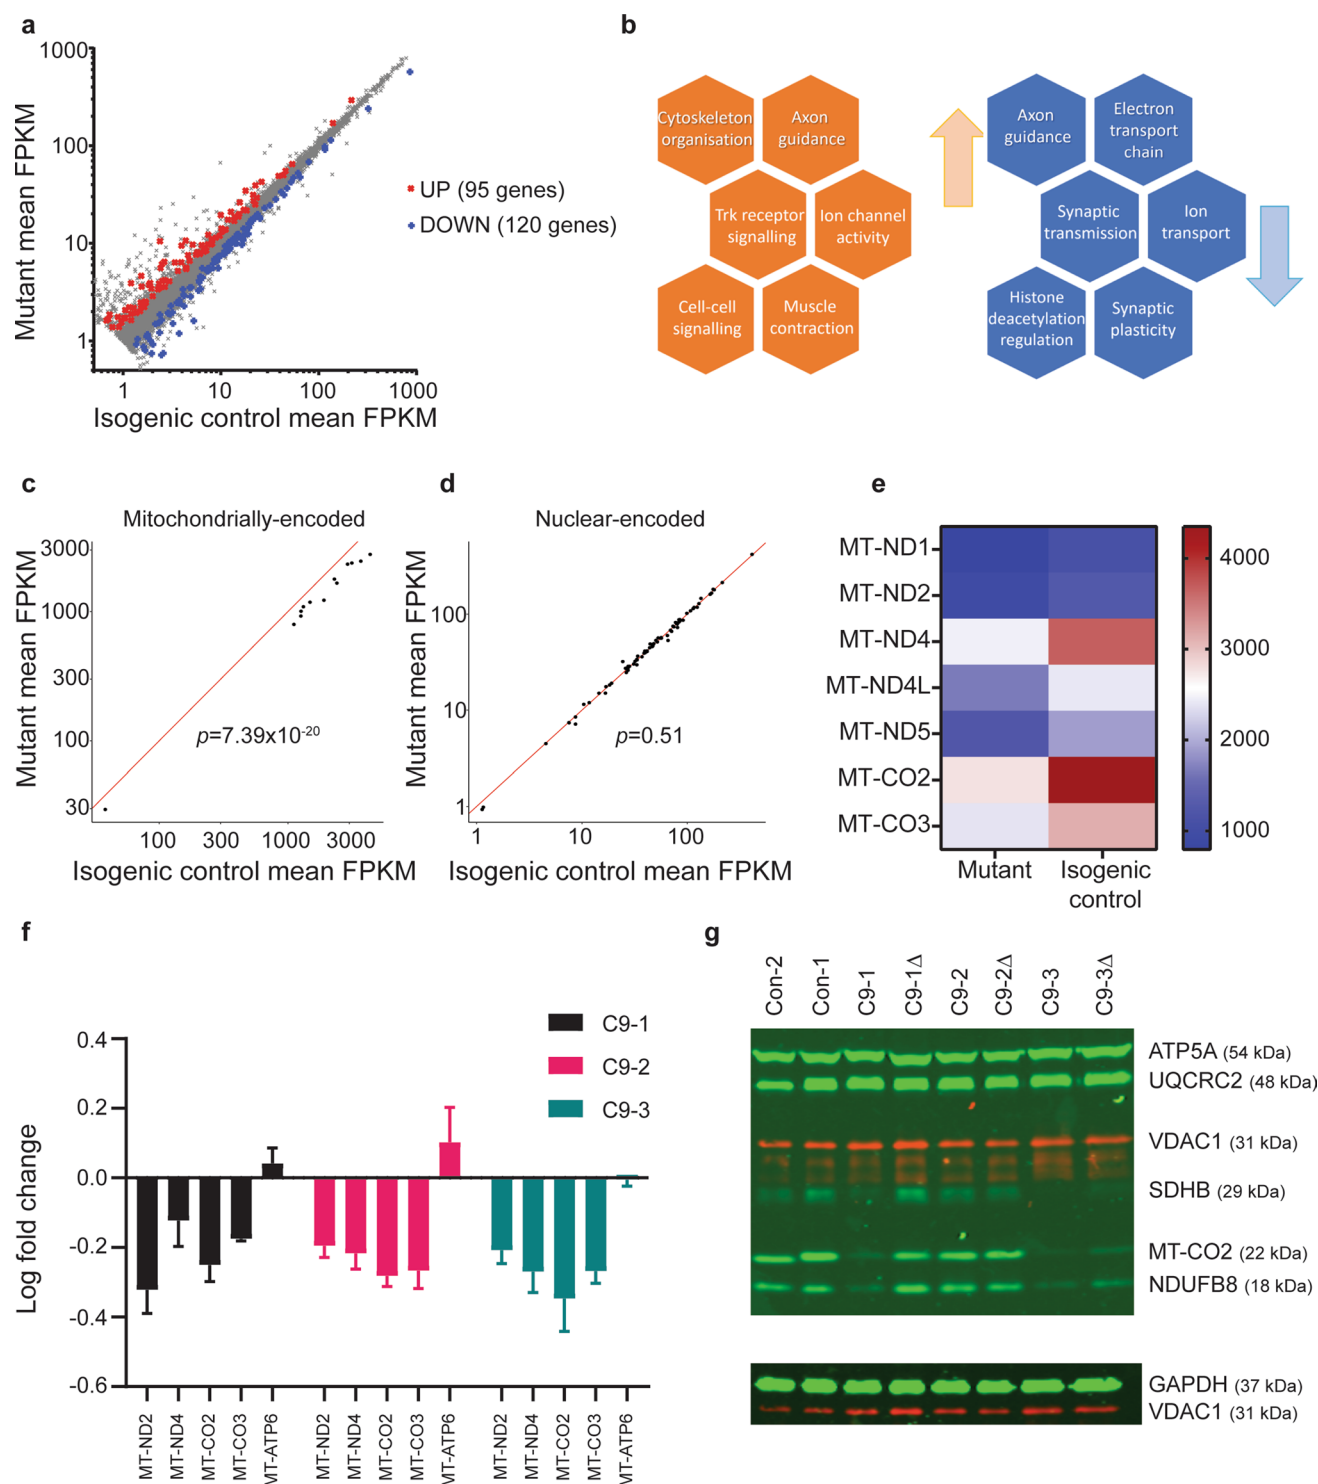 a
1000
100
10
1
1
10
100
1000
Mutant mean FPKM
Isogenic control mean FPKM
UP (95 genes)
DOWN (120 genes)
b
Cytoskeleton
organisation
Axon
guidance
Trk receptor
signalling
Ion channel
activity
Cell-cell
signalling
Muscle
contraction
Axon
guidance
Electron
transport
chain
Synaptic
transmission
Ion
transport
Histone
deacetylation
regulation
Synaptic
plasticity
c
Mitochondrially-encoded
3000
1000
300
100
30
100
300
1000
3000
p=7.39x10-20
Mutant mean FPKM
Isogenic control mean FPKM
d
Nuclear-encoded
100
10
1
1
10
100
p=0.51
Mutant mean FPKM
Isogenic control mean FPKM
e
MT-ND1
MT-ND2
MT-ND4
MT-ND4L
MT-ND5
MT-CO2
MT-CO3
Mutant
Isogenic
control
4000
3000
2000
1000
f
C9-1
C9-2
C9-3
0.4
0.2
0.0
-0.2
-0.4
-0.6
Log fold change
MT-ND2
MT-ND4
MT-CO2
MT-CO3
MT-ATP6
MT-ND2
MT-ND4
MT-CO2
MT-CO3
MT-ATP6
MT-ND2
MT-ND4
MT-CO2
MT-CO3
MT-ATP6
g
Con-2
Con-1
C9-1
C9-1Δ
C9-2
C9-2Δ
C9-3
C9-3Δ
ATP5A (54 kDa)
UQCRC2 (48 kDa)
VDAC1 (31 kDa)
SDHB (29 kDa)
MT-CO2 (22 kDa)
NDUFB8 (18 kDa)
GAPDH (37 kDa)
VDAC1 (31 kDa)